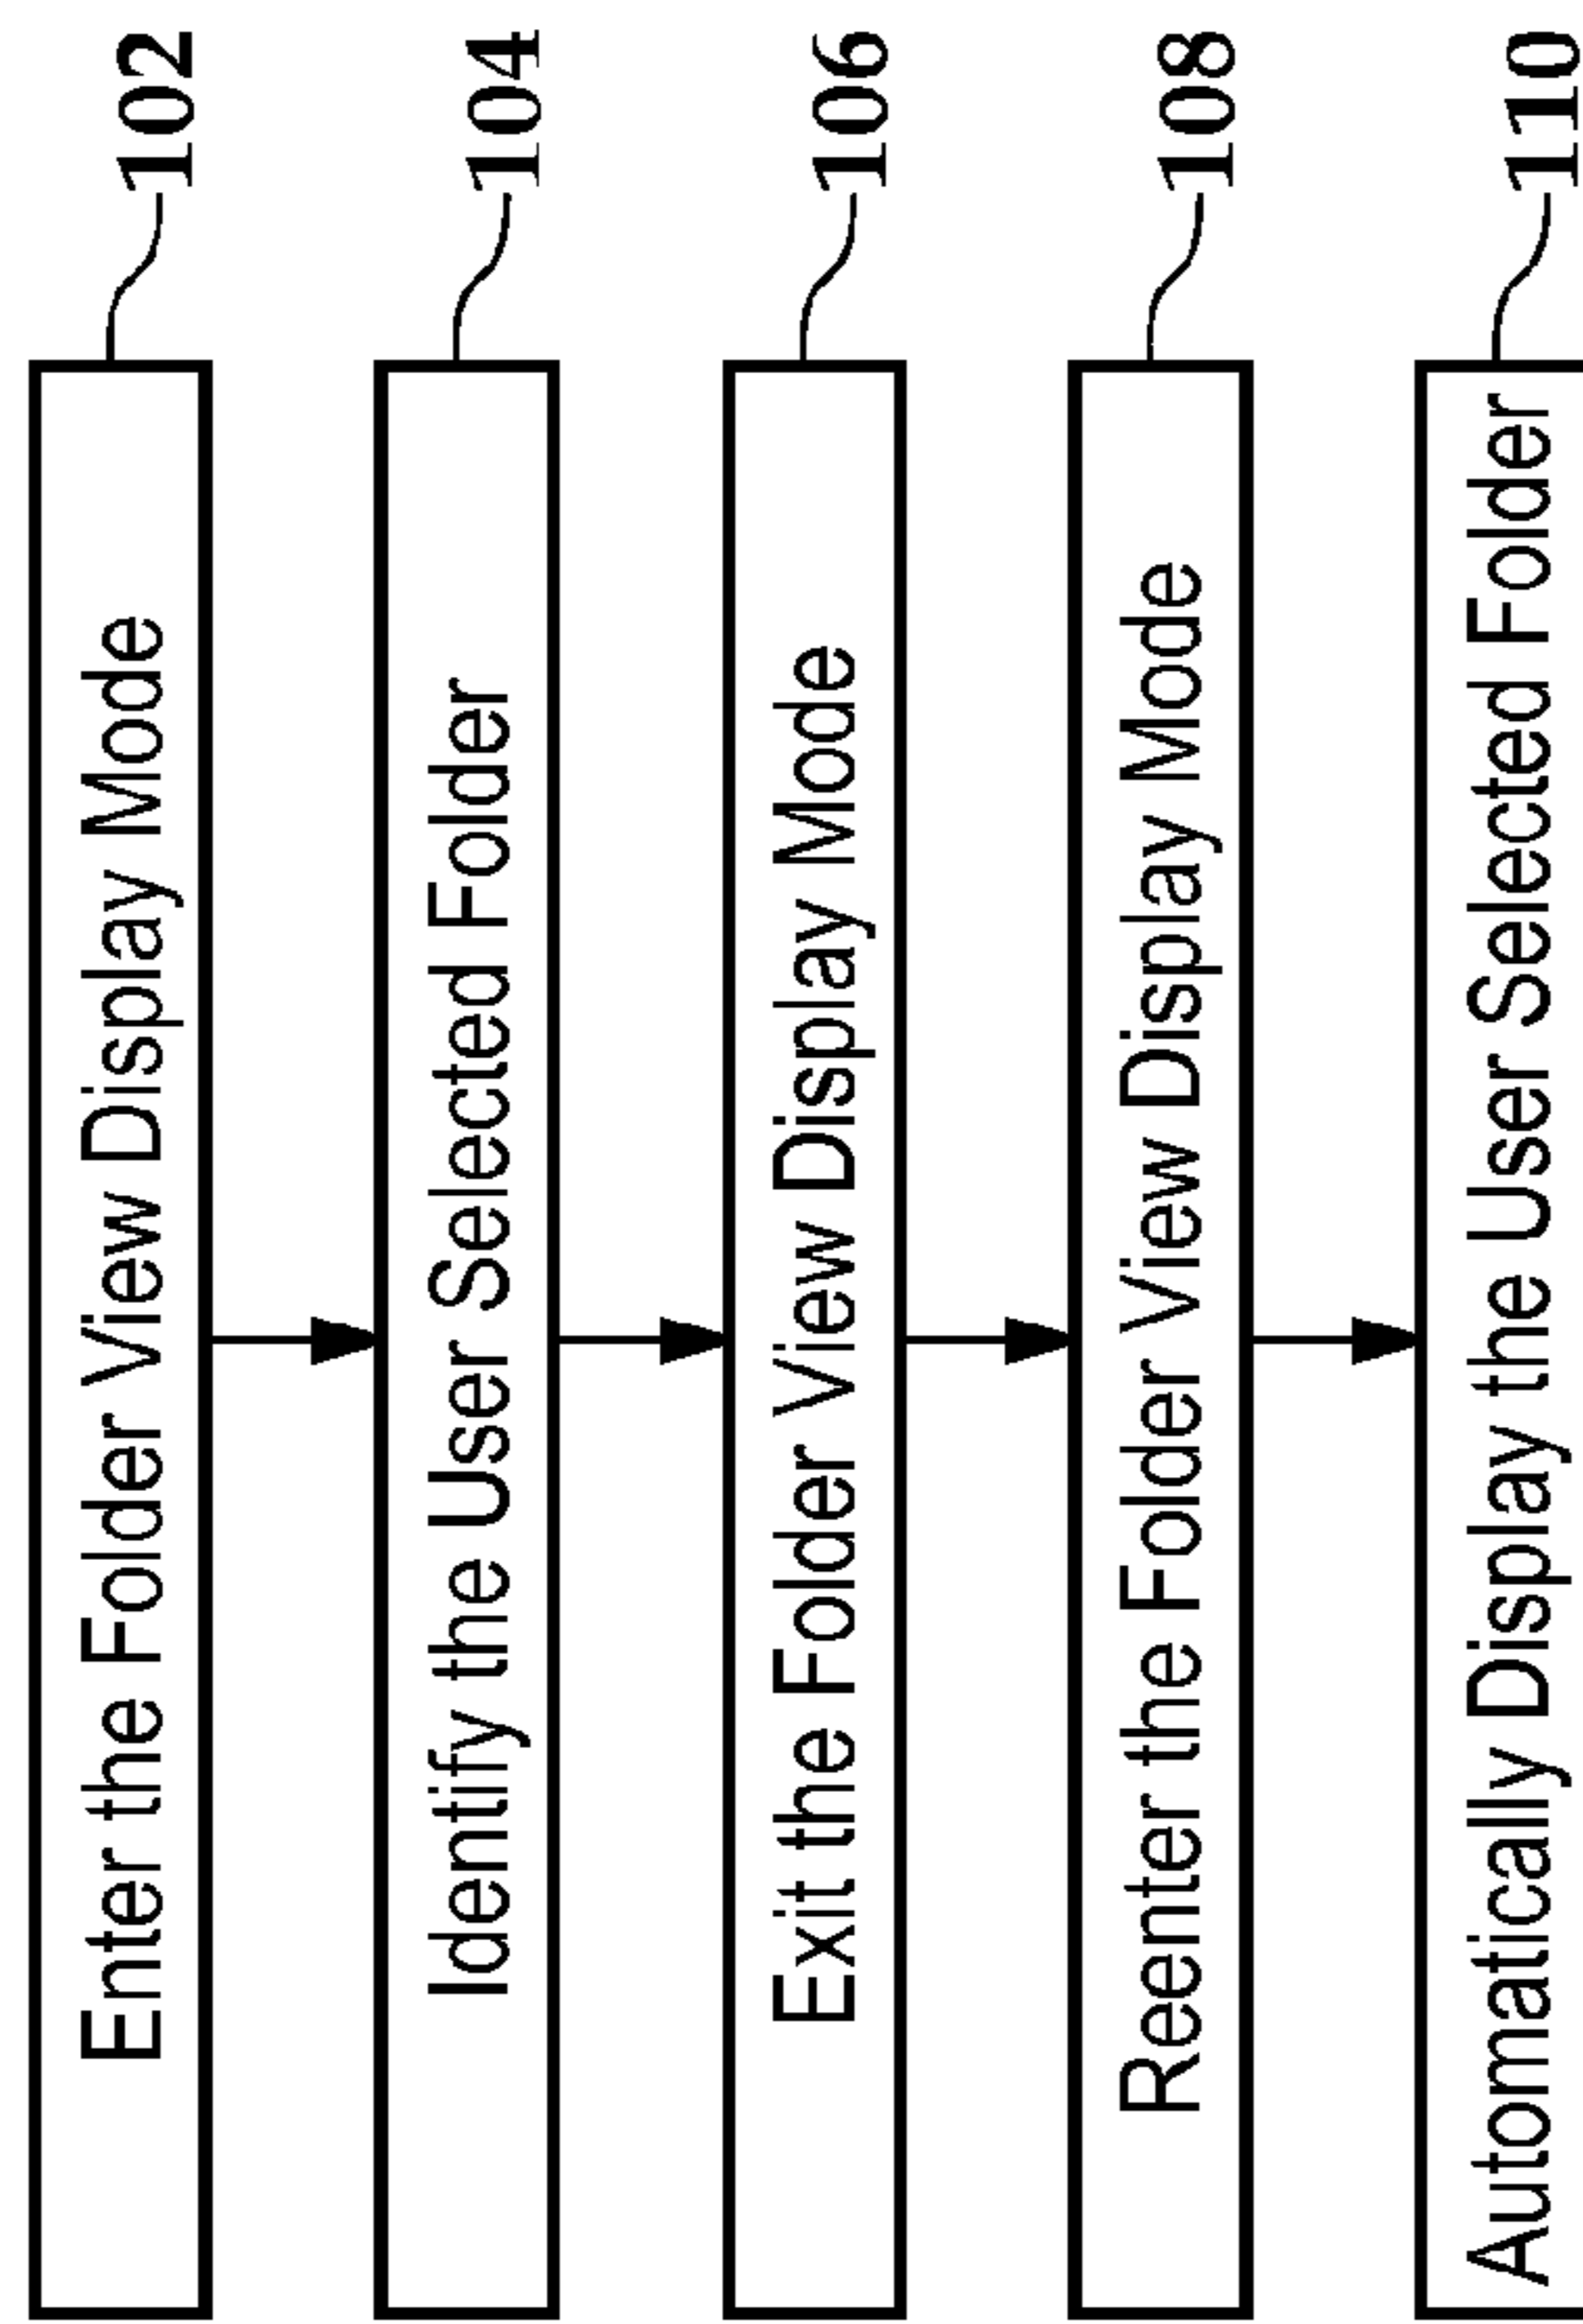 Enter the Folder View Display Mode
102
Identify the User Selected Folder
104
Exit the Folder View Display Mode
106
Reenter the Folder View Display Mode
108
Automatically Display the User Selected Folder
110